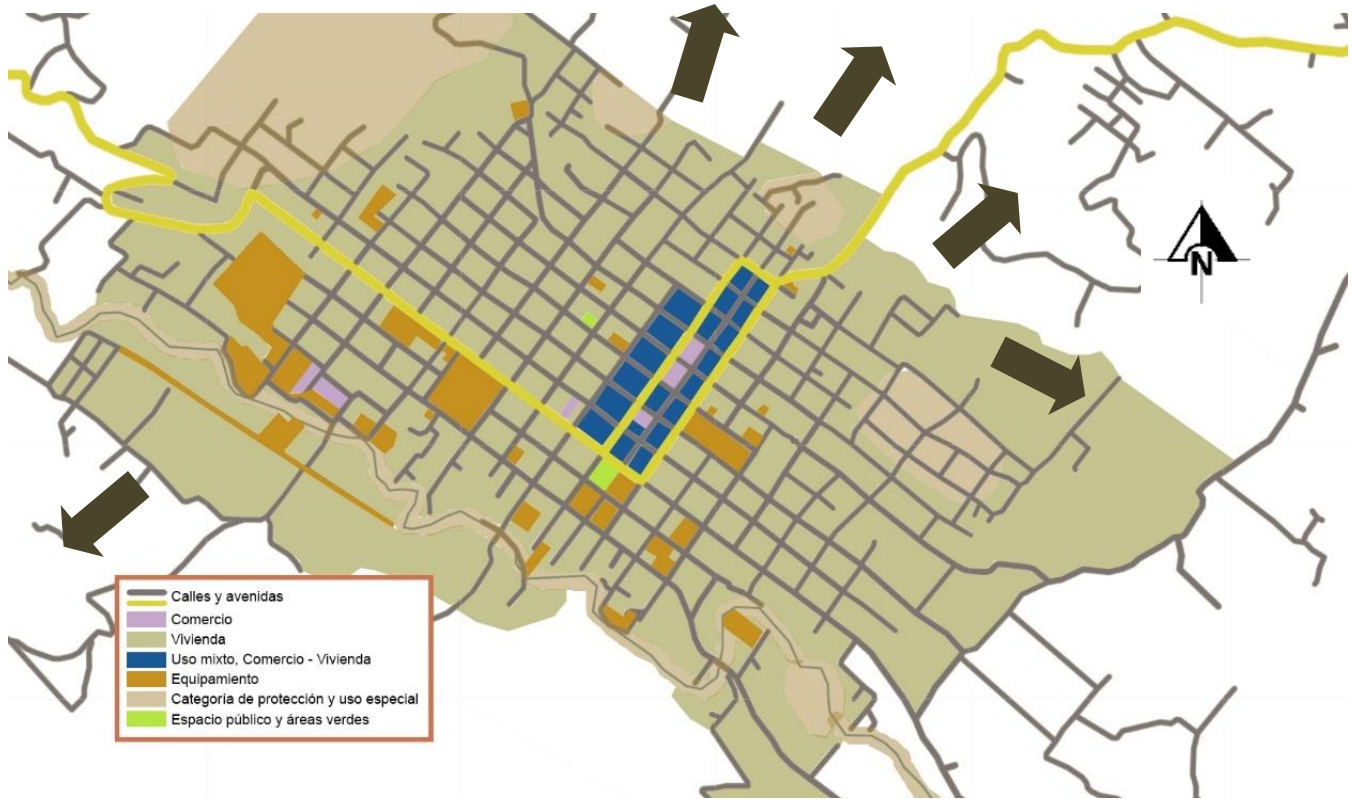 N
Calles y avenidas
Comercio
Vivienda
Uso mixto, Comercio - Vivienda
Equipamiento
Categoría de protección y uso especial
Espacio público y áreas verdes